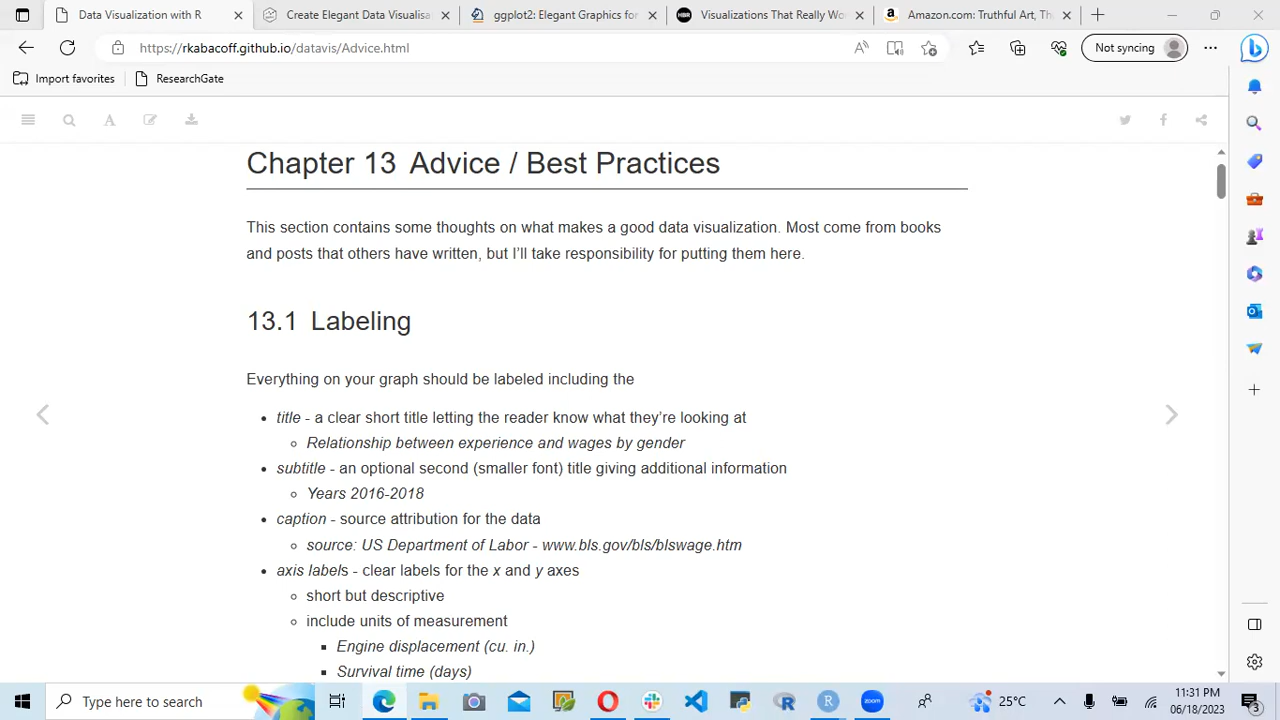 Data Visualization with R
Create Elegant Data Visualisa
ggplot2: Elegant Graphics for
HBR
Visualizations That Really Wo
Amazon.com: Truthful Art, Th
https://rkabacoff.github.io/datavis/Advice.html
Not syncing
Import favorites
ResearchGate
Chapter 13 Advice / Best Practices
This section contains some thoughts on what makes a good data visualization. Most come from books
and posts that others have written, but I'll take responsibility for putting them here.
13.1 Labeling
Everything on your graph should be labeled including the
• title - a clear short title letting the reader know what they're looking at
◦ Relationship between experience and wages by gender
• subtitle - an optional second (smaller font) title giving additional information
◦ Years 2016-2018
• caption - source attribution for the data
◦ source: US Department of Labor - www.bls.gov/bls/blswage.htm
• axis labels - clear labels for the x and y axes
◦ short but descriptive
◦ include units of measurement
▪ Engine displacement (cu. in.)
▪ Survival time (days)
Type here to search
zoom
25°C
11:31 PM
06/18/2023
3